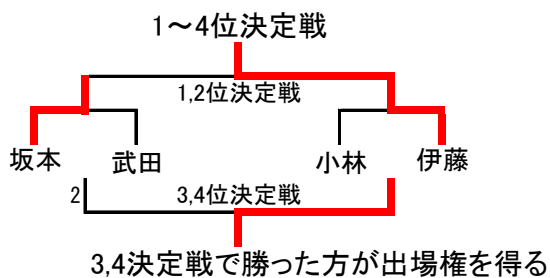 1～4位決定戦
1,2位決定戦
坂本 武田 小林 伊藤
2 3,4位決定戦
3,4決定戦で勝った方が出場権を得る